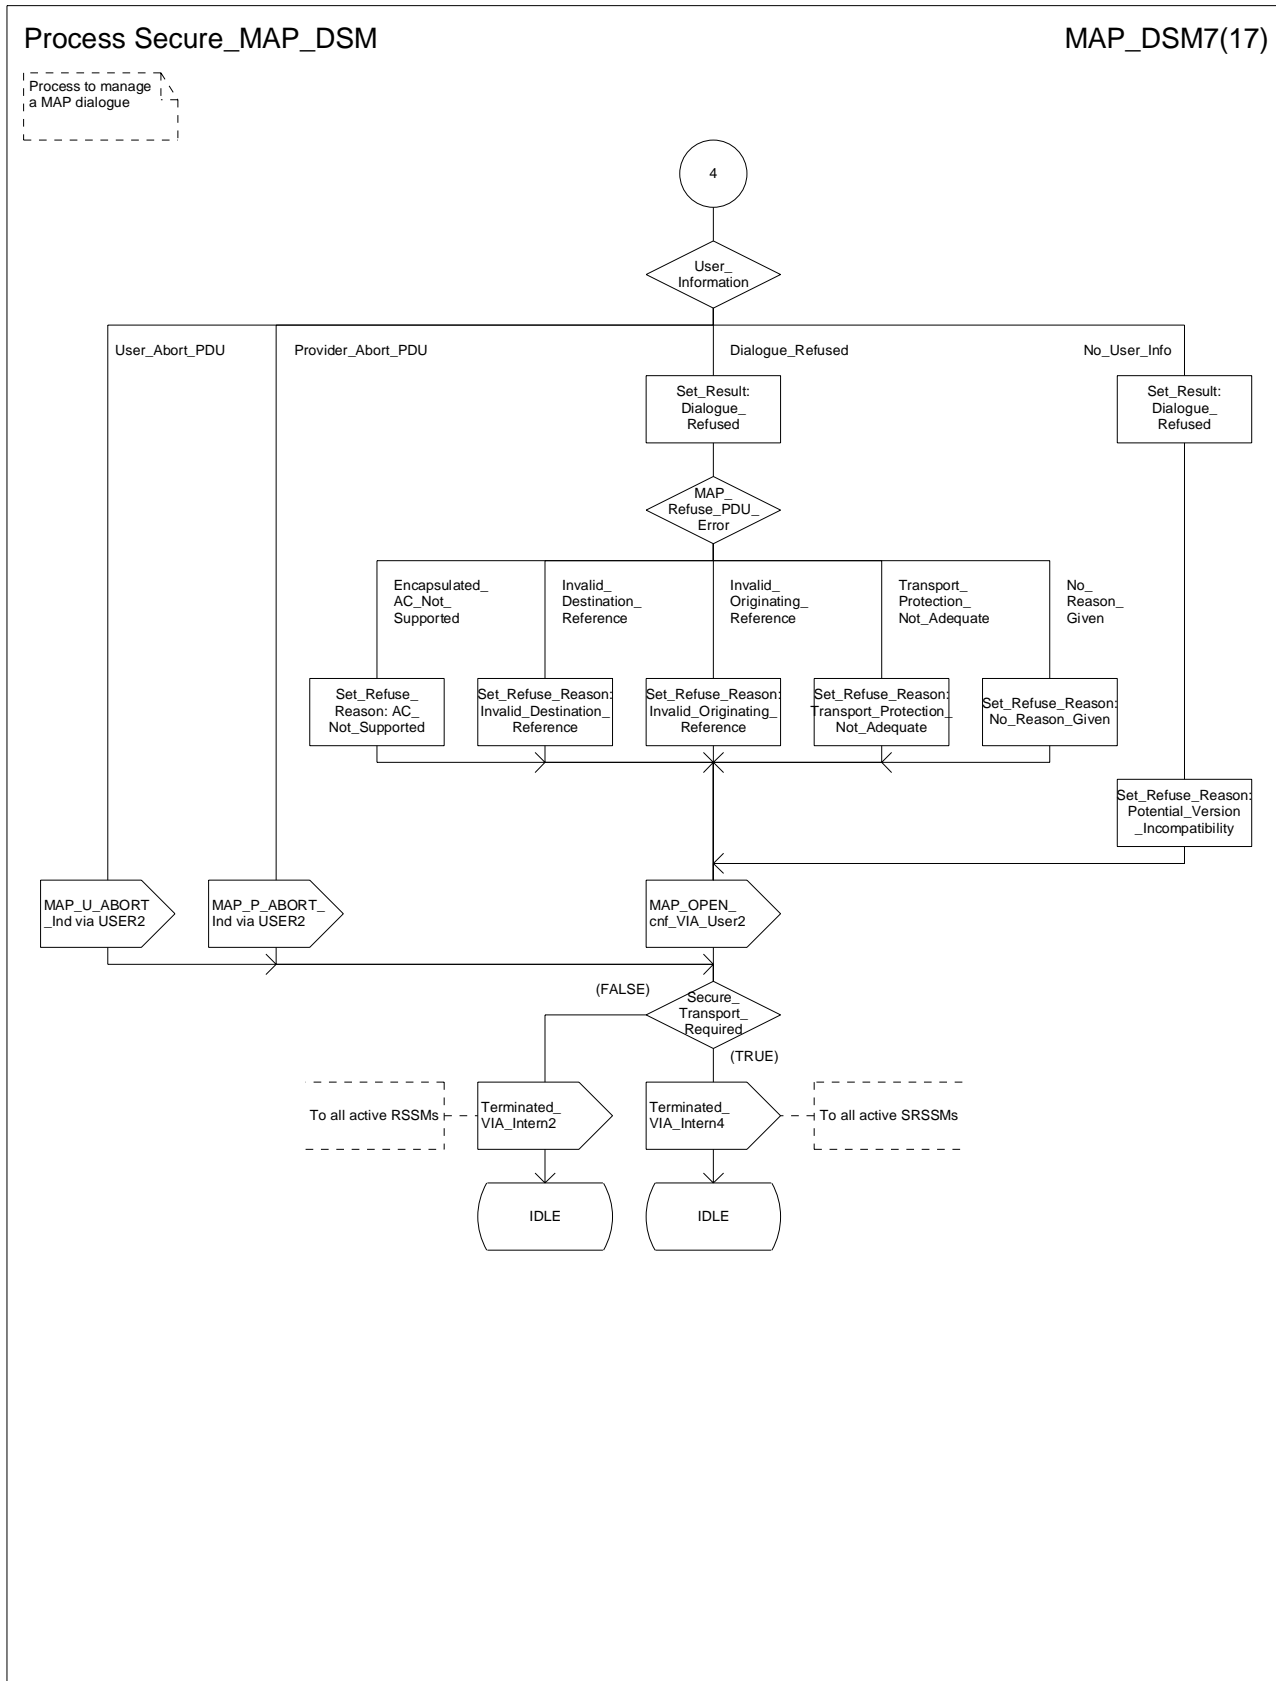 Process Secure_MAP_DSM
MAP_DSM7(17)
Process to manage
a MAP dialogue
4
User_
Information
User_Abort_PDU
Provider_Abort_PDU
Dialogue_Refused
No_User_Info
Set_Result:
Dialogue_
Refused
Set_Result:
Dialogue_
Refused
MAP_
Refuse_PDU_
Error
Encapsulated_
AC_Not_
Supported
Invalid_
Destination_
Reference
Invalid_
Originating_
Reference
Transport_
Protection_
Not_Adequate
No_
Reason_
Given
Set_Refuse_
Reason: AC_
Not_Supported
Set_Refuse_Reason:
Invalid_Destination_
Reference
Set_Refuse_Reason:
Invalid_Originating_
Reference
Set_Refuse_Reason:
Transport_Protection_
Not_Adequate
Set_Refuse_Reason:
No_Reason_Given
Set_Refuse_Reason:
Potential_Version
_Incompatibility
MAP_U_ABORT
_Ind via USER2
MAP_P_ABORT_
Ind via USER2
MAP_OPEN_
cnf_VIA_User2
(FALSE)
Secure_
Transport_
Required
(TRUE)
To all active RSSMs
Terminated_
VIA_Intern2
Terminated_
VIA_Intern4
To all active SRSSMs
IDLE
IDLE